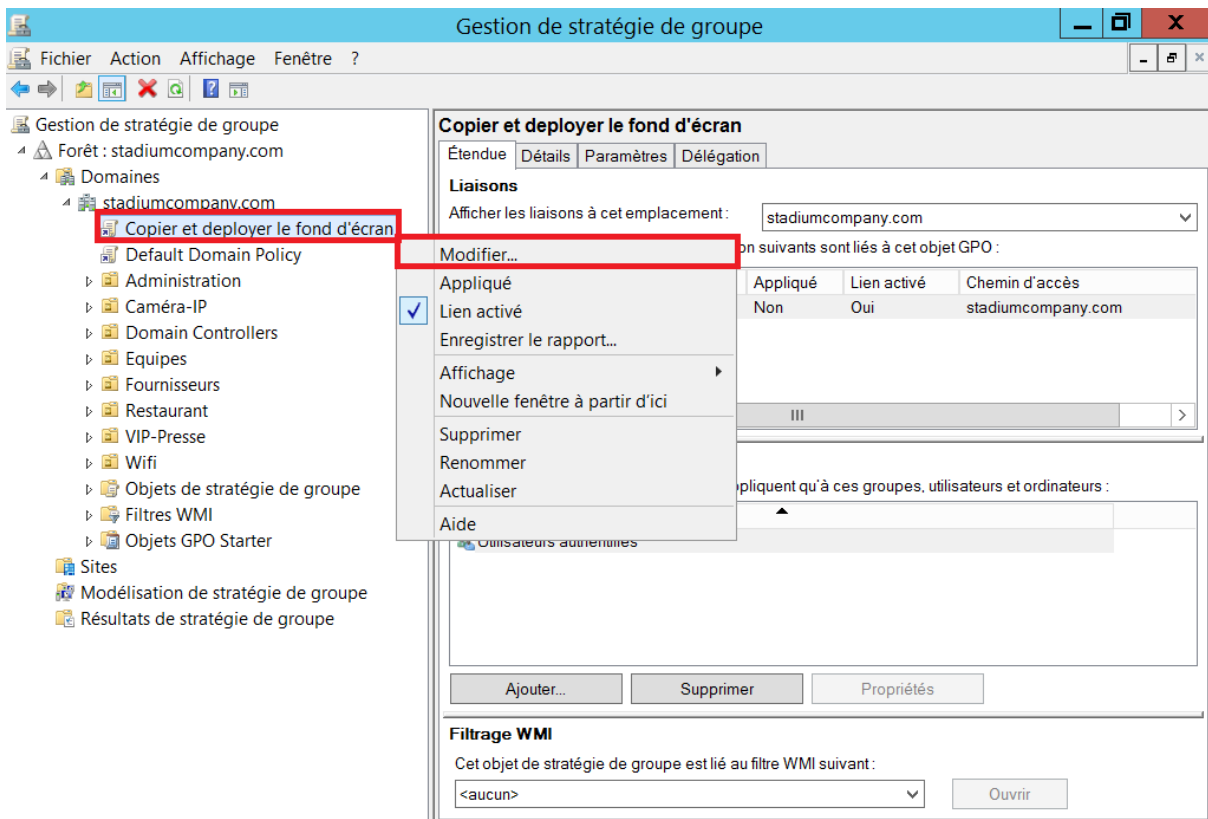 Gestion de stratégie de groupe
Fichier Action Affichage Fenêtre ?
Gestion de stratégie de groupe
Forêt : stadiumcompany.com
Domaines
stadiumcompany.com
Copier et deployer le fond d'écran
Default Domain Policy
Administration
Caméra-IP
Domain Controllers
Equipes
Fournisseurs
Restaurant
VIP-Presse
Wifi
Objets de stratégie de groupe
Filtres WMI
Objets GPO Starter
Sites
Modélisation de stratégie de groupe
Résultats de stratégie de groupe
Modifier...
Appliqué
Lien activé
Enregistrer le rapport...
Affichage
Nouvelle fenêtre à partir d'ici
Supprimer
Renommer
Actualiser
Aide
Copier et deployer le fond d'écran
Étendue Détails Paramètres Délégation
Liaisons
Afficher les liaisons à cet emplacement : stadiumcompany.com
on suivants sont liés à cet objet GPO :
Appliqué Lien activé Chemin d'accès
Non Oui stadiumcompany.com
ppliquent qu'à ces groupes, utilisateurs et ordinateurs :
Utilisateurs authentifiés
Ajouter... Supprimer Propriétés
Filtrage WMI
Cet objet de stratégie de groupe est lié au filtre WMI suivant :
<aucun> Ouvrir